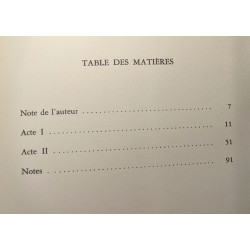 TABLE DES MATIÈRES
Note de l'auteur . . . . . . . . . . . . . . . . . . . . . . . . 7
Acte I . . . . . . . . . . . . . . . . . . . . . . . . . . . . . . 11
Acte II . . . . . . . . . . . . . . . . . . . . . . . . . . . . . 51
Notes . . . . . . . . . . . . . . . . . . . . . . . . . . . . . . 91